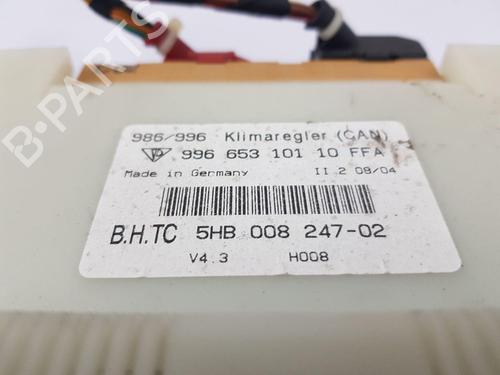 986/996 Klimaregler (CAN)
996 653 101 10 FFA
Made in Germany II.2 09/04
B.H.TC 5HB 008 247-02
V4.3 H008
B-PARTS